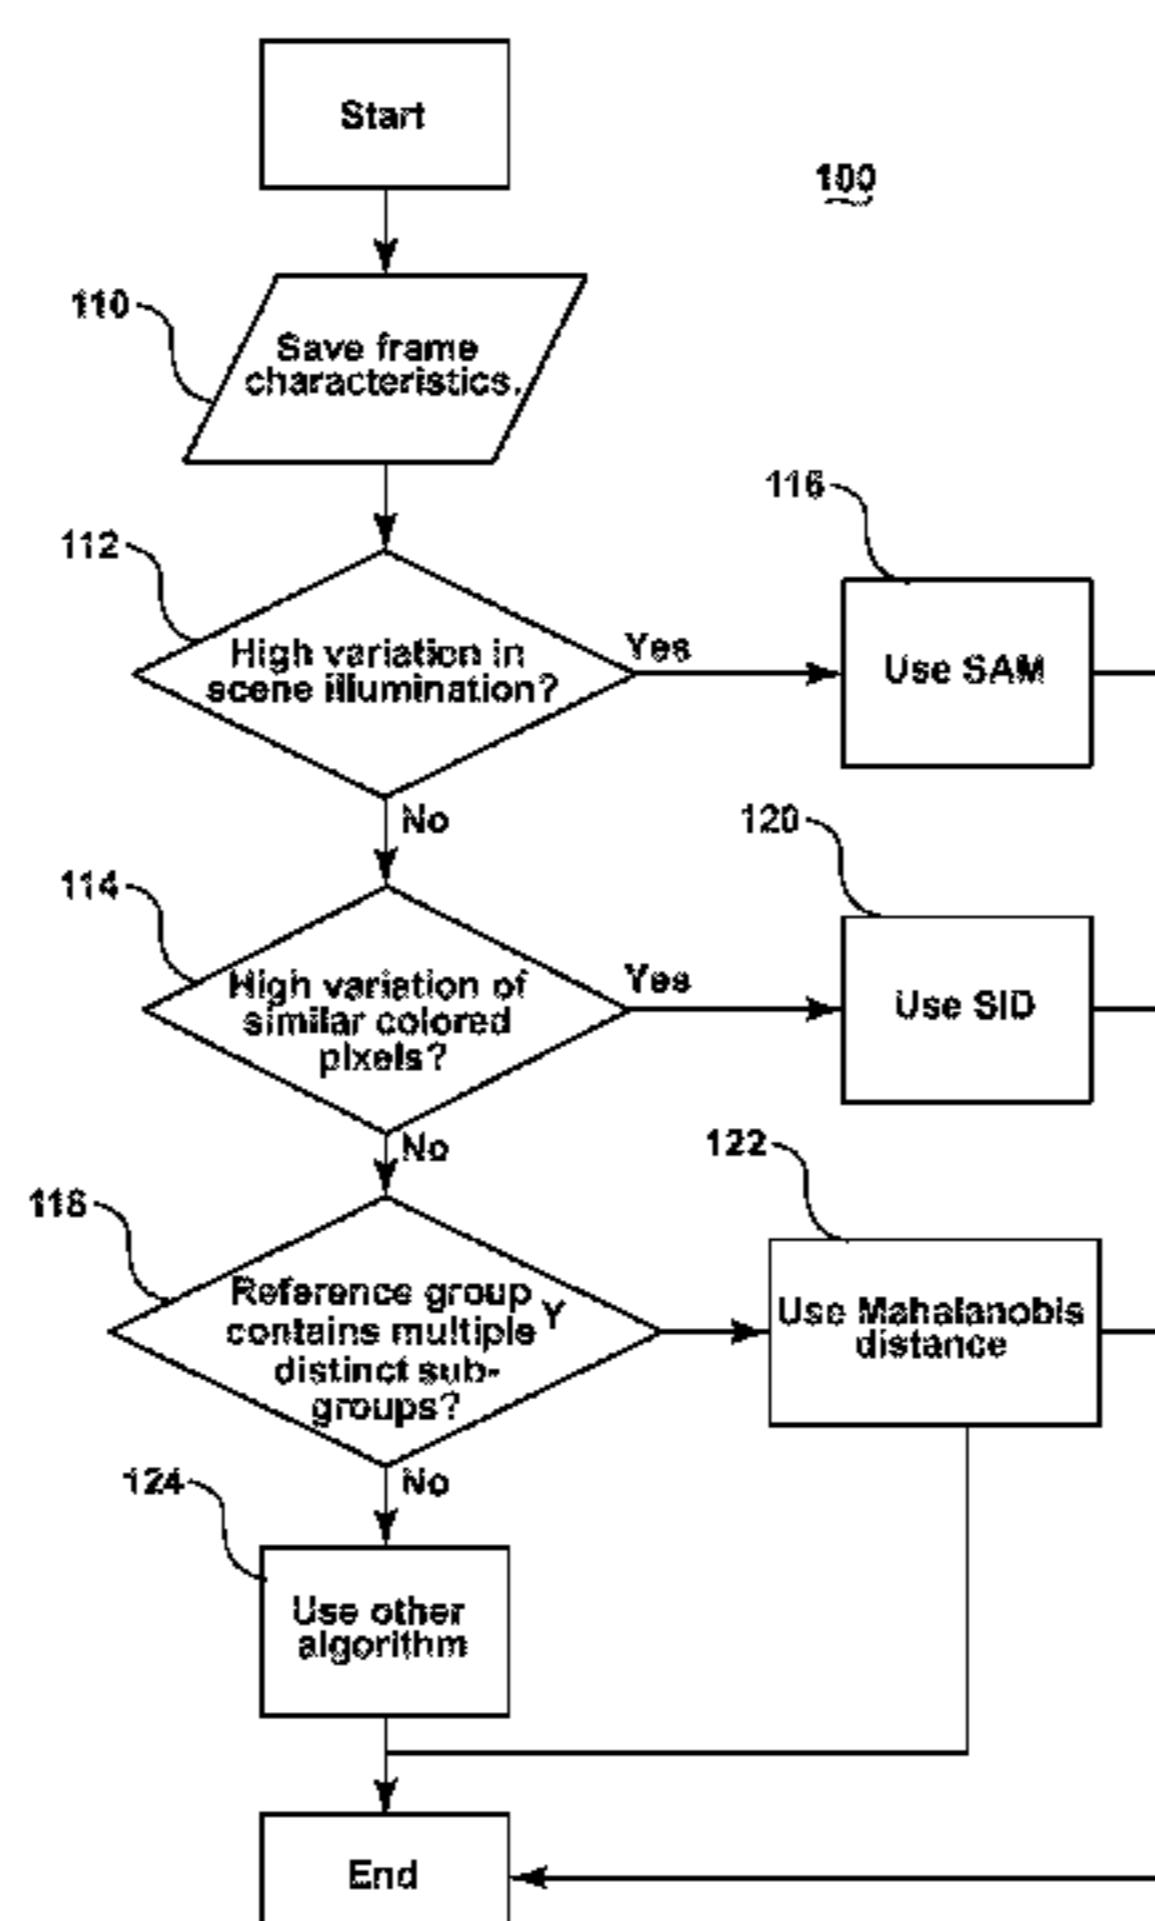 Start
100
110
Save frame
characteristics.
116
112
High variation in
scene illumination?
Yes
Use SAM
No
120
114
High variation of
similar colored
pixels?
Yes
Use SID
No
122
118
Reference group
contains multiple
distinct sub-
groups?
Y
Use Mahalanobis
distance
No
124
Use other
algorithm
End